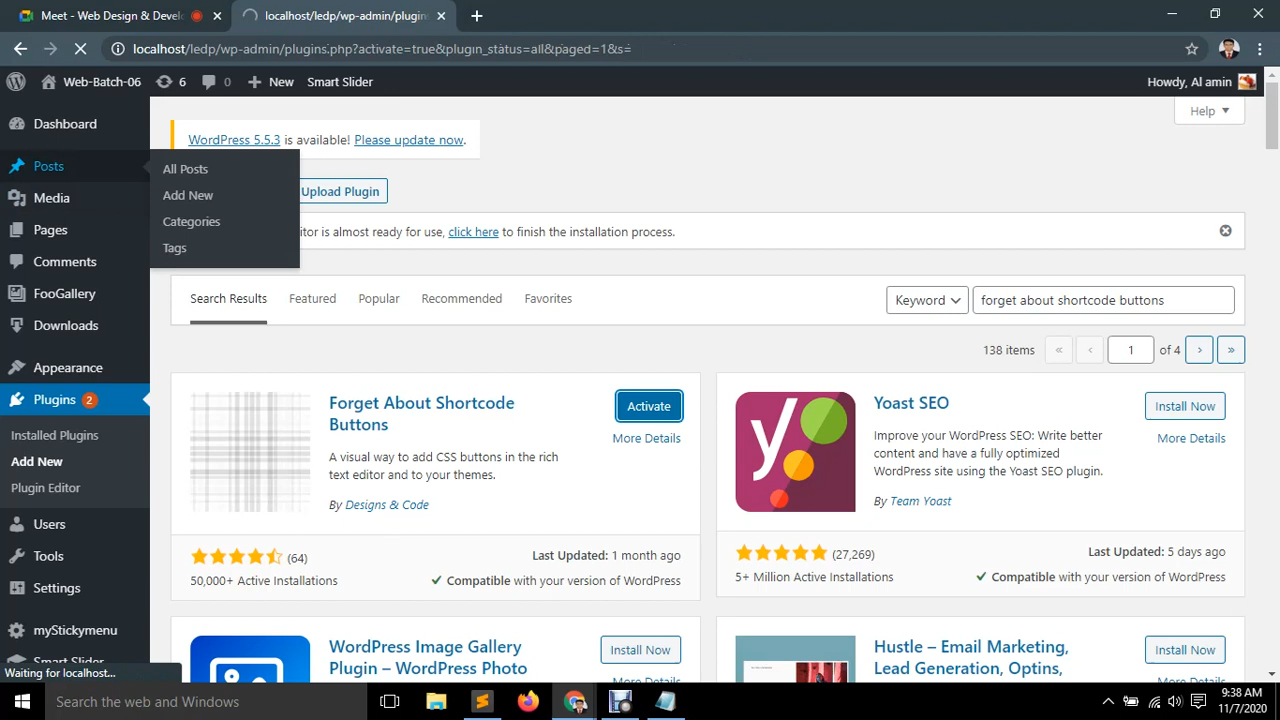 Meet - Web Design & Develo
localhost/ledp/wp-admin/plugins
localhost/ledp/wp-admin/plugins.php?activate=true&plugin_status=all&paged=1&s=
Web-Batch-06
6
0
New
Smart Slider
Howdy, Al amin
Dashboard
Posts
Media
Pages
Comments
FooGallery
Downloads
Appearance
Plugins 2
Installed Plugins
Add New
Plugin Editor
Users
Tools
Settings
myStickymenu
Smart Slider
All Posts
Add New
Categories
Tags
Help
WordPress 5.5.3 is available! Please update now.
Upload Plugin
tor is almost ready for use, click here to finish the installation process.
Search Results
Featured
Popular
Recommended
Favorites
Keyword
forget about shortcode buttons
138 items « ‹ 1 of 4 › »
Forget About Shortcode
Buttons
Activate
More Details
A visual way to add CSS buttons in the rich
text editor and to your themes.
By Designs & Code
(64)
50,000+ Active Installations
Last Updated: 1 month ago
Compatible with your version of WordPress
Yoast SEO
Install Now
More Details
Improve your WordPress SEO: Write better
content and have a fully optimized
WordPress site using the Yoast SEO plugin.
By Team Yoast
(27,269)
5+ Million Active Installations
Last Updated: 5 days ago
Compatible with your version of WordPress
WordPress Image Gallery
Plugin – WordPress Photo
Install Now
More Details
Hustle – Email Marketing,
Lead Generation, Optins,
Install Now
More Details
Waiting for localhost...
Search the web and Windows
9:38 AM
11/7/2020